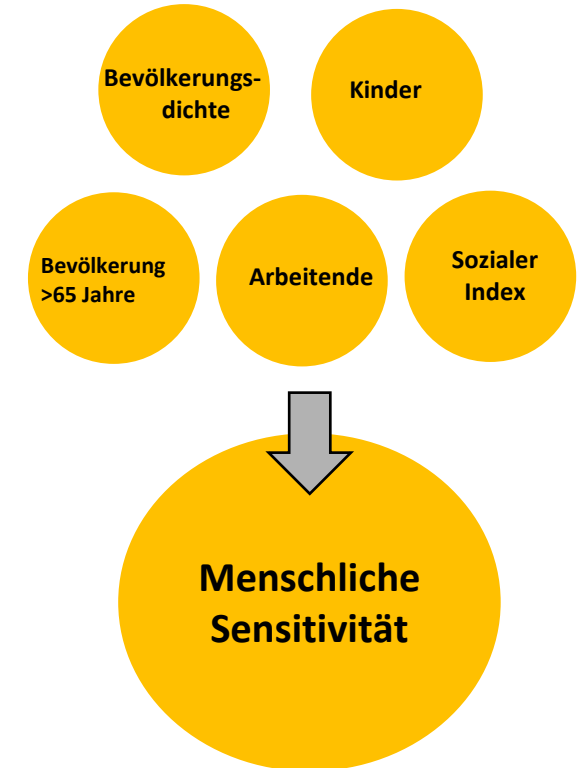 Bevölkerungs-
dichte
Kinder
Bevölkerung
>65 Jahre
Arbeitende
Sozialer
Index
Menschliche
Sensitivität